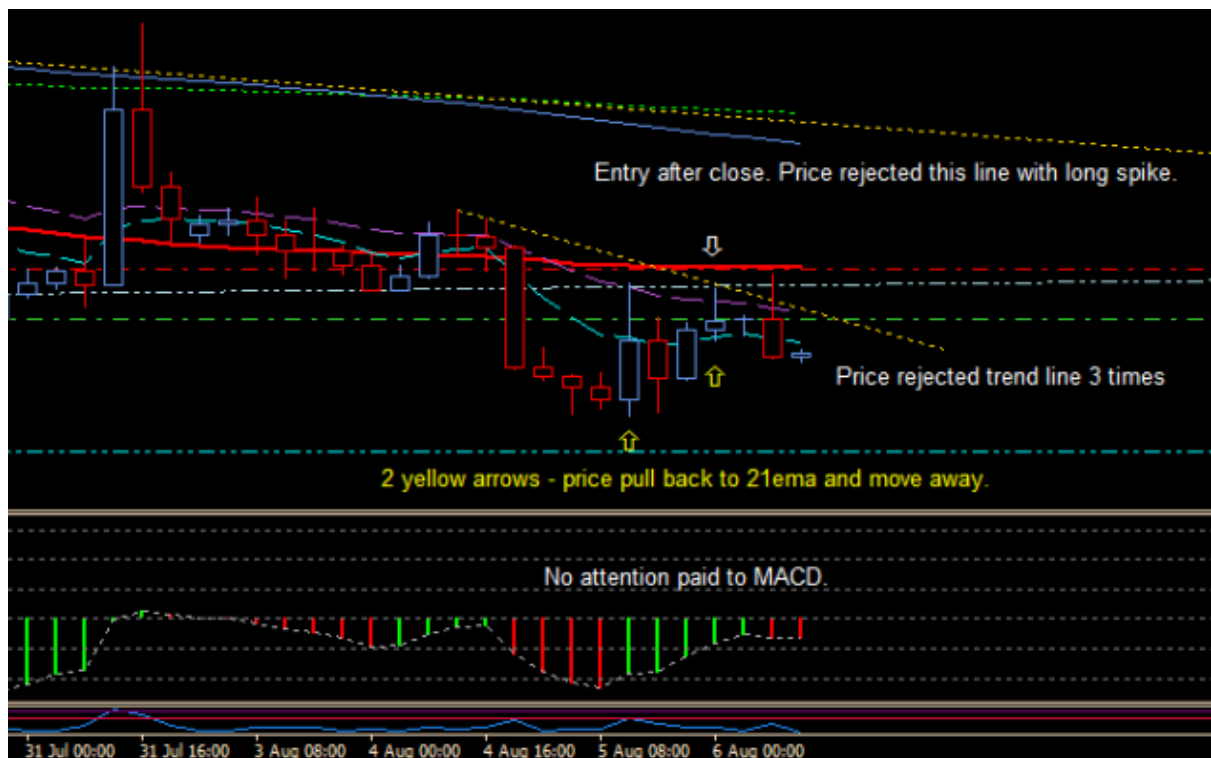 Entry after close. Price rejected this line with long spike.
Price rejected trend line 3 times
2 yellow arrows - price pull back to 21ema and move away.
No attention paid to MACD.
31 Jul 00:00 31 Jul 16:00 3 Aug 08:00 4 Aug 00:00 4 Aug 16:00 5 Aug 08:00 6 Aug 00:00